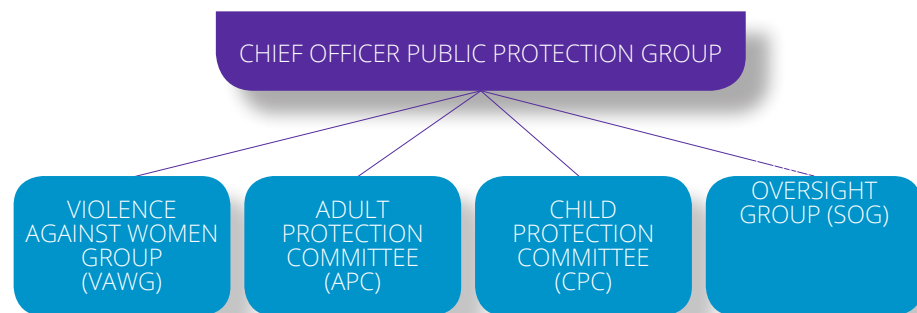 CHIEF OFFICER PUBLIC PROTECTION GROUP
VIOLENCE
AGAINST WOMEN
GROUP
(VAWG)
ADULT
PROTECTION
COMMITTEE
(APC)
CHILD
PROTECTION
COMMITTEE
(CPC)
OVERSIGHT
GROUP (SOG)